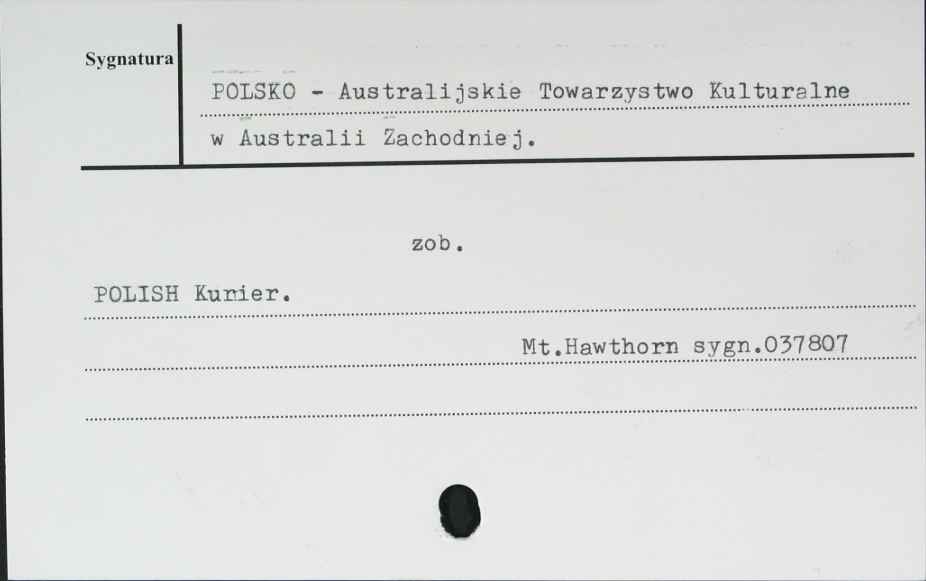 Sygnatura
POLSKO - Australijskie Towarzystwo Kulturalne
w Australii Zachodniej.
zob.
POLISH Kurier.
Mt.Hawthorn sygn.037807